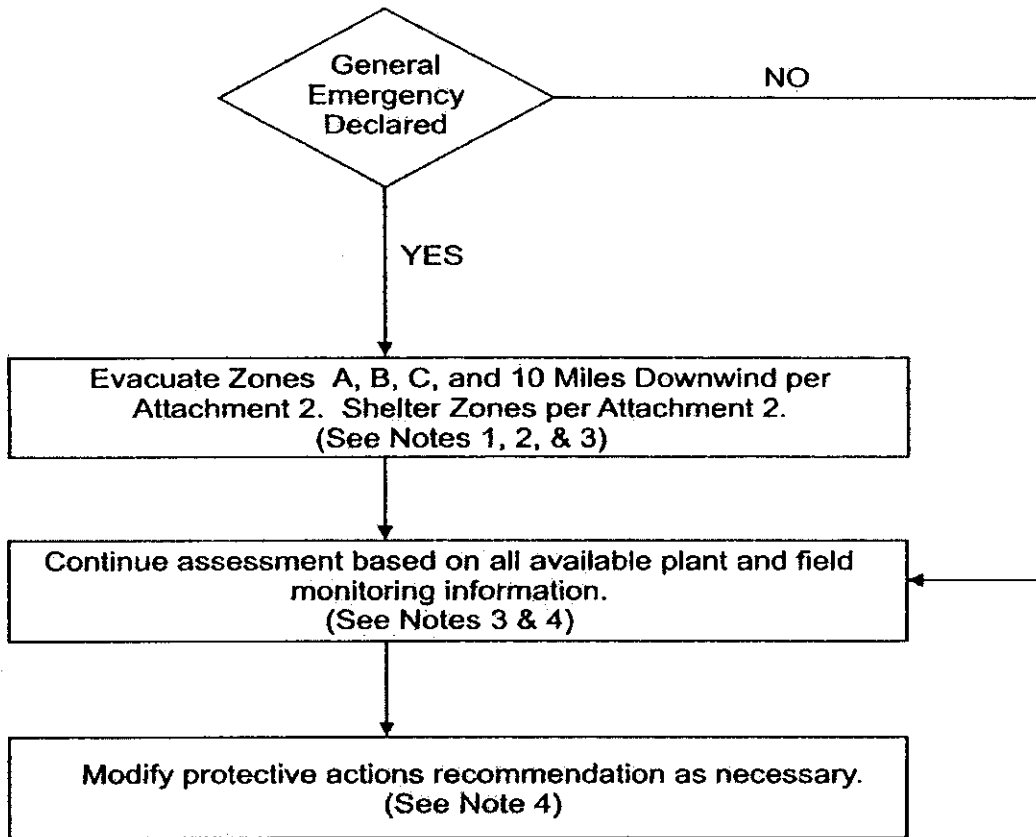 General
Emergency
Declared
NO
YES
Evacuate Zones A, B, C, and 10 Miles Downwind per
Attachment 2. Shelter Zones per Attachment 2.
(See Notes 1, 2, & 3)
Continue assessment based on all available plant and field
monitoring information.
(See Notes 3 & 4)
Modify protective actions recommendation as necessary.
(See Note 4)